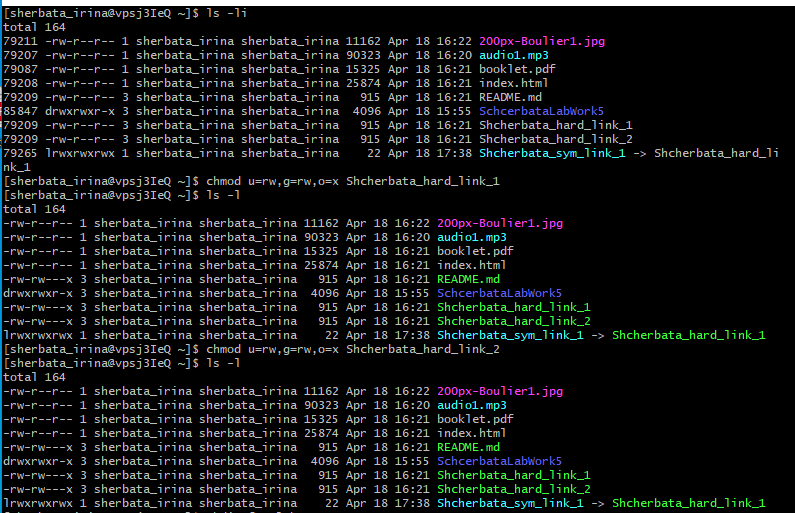 [sherbata_irina@vpsj3IeQ ~]$ ls -li
total 164
79211 -rw-r--r-- 1 sherbata_irina sherbata_irina 11162 Apr 18 16:22 200px-Boulier1.jpg
79207 -rw-r--r-- 1 sherbata_irina sherbata_irina 90323 Apr 18 16:20 audio1.mp3
79087 -rw-r--r-- 1 sherbata_irina sherbata_irina 15325 Apr 18 16:21 booklet.pdf
79208 -rw-r--r-- 1 sherbata_irina sherbata_irina 25874 Apr 18 16:21 index.html
79209 -rw-r--r-- 3 sherbata_irina sherbata_irina   915 Apr 18 16:21 README.md
85847 drwxrwxr-x 3 sherbata_irina sherbata_irina  4096 Apr 18 15:55 SchcerbataLabWork5
79209 -rw-r--r-- 3 sherbata_irina sherbata_irina   915 Apr 18 16:21 Shcherbata_hard_link_1
79209 -rw-r--r-- 3 sherbata_irina sherbata_irina   915 Apr 18 16:21 Shcherbata_hard_link_2
79265 lrwxrwxrwx 1 sherbata_irina sherbata_irina    22 Apr 18 17:38 Shcherbata_sym_link_1 -> Shcherbata_hard_li
nk_1
[sherbata_irina@vpsj3IeQ ~]$ chmod u=rw,g=rw,o=x Shcherbata_hard_link_1
[sherbata_irina@vpsj3IeQ ~]$ ls -l
total 164
-rw-r--r-- 1 sherbata_irina sherbata_irina 11162 Apr 18 16:22 200px-Boulier1.jpg
-rw-r--r-- 1 sherbata_irina sherbata_irina 90323 Apr 18 16:20 audio1.mp3
-rw-r--r-- 1 sherbata_irina sherbata_irina 15325 Apr 18 16:21 booklet.pdf
-rw-r--r-- 1 sherbata_irina sherbata_irina 25874 Apr 18 16:21 index.html
-rw-rw---x 3 sherbata_irina sherbata_irina   915 Apr 18 16:21 README.md
drwxrwxr-x 3 sherbata_irina sherbata_irina  4096 Apr 18 15:55 SchcerbataLabWork5
-rw-rw---x 3 sherbata_irina sherbata_irina   915 Apr 18 16:21 Shcherbata_hard_link_1
-rw-rw---x 3 sherbata_irina sherbata_irina   915 Apr 18 16:21 Shcherbata_hard_link_2
lrwxrwxrwx 1 sherbata_irina sherbata_irina    22 Apr 18 17:38 Shcherbata_sym_link_1 -> Shcherbata_hard_link_1
[sherbata_irina@vpsj3IeQ ~]$ chmod u=rw,g=rw,o=x Shcherbata_hard_link_2
[sherbata_irina@vpsj3IeQ ~]$ ls -l
total 164
-rw-r--r-- 1 sherbata_irina sherbata_irina 11162 Apr 18 16:22 200px-Boulier1.jpg
-rw-r--r-- 1 sherbata_irina sherbata_irina 90323 Apr 18 16:20 audio1.mp3
-rw-r--r-- 1 sherbata_irina sherbata_irina 15325 Apr 18 16:21 booklet.pdf
-rw-r--r-- 1 sherbata_irina sherbata_irina 25874 Apr 18 16:21 index.html
-rw-rw---x 3 sherbata_irina sherbata_irina   915 Apr 18 16:21 README.md
drwxrwxr-x 3 sherbata_irina sherbata_irina  4096 Apr 18 15:55 SchcerbataLabWork5
-rw-rw---x 3 sherbata_irina sherbata_irina   915 Apr 18 16:21 Shcherbata_hard_link_1
-rw-rw---x 3 sherbata_irina sherbata_irina   915 Apr 18 16:21 Shcherbata_hard_link_2
lrwxrwxrwx 1 sherbata_irina sherbata_irina    22 Apr 18 17:38 Shcherbata_sym_link_1 -> Shcherbata_hard_link_1